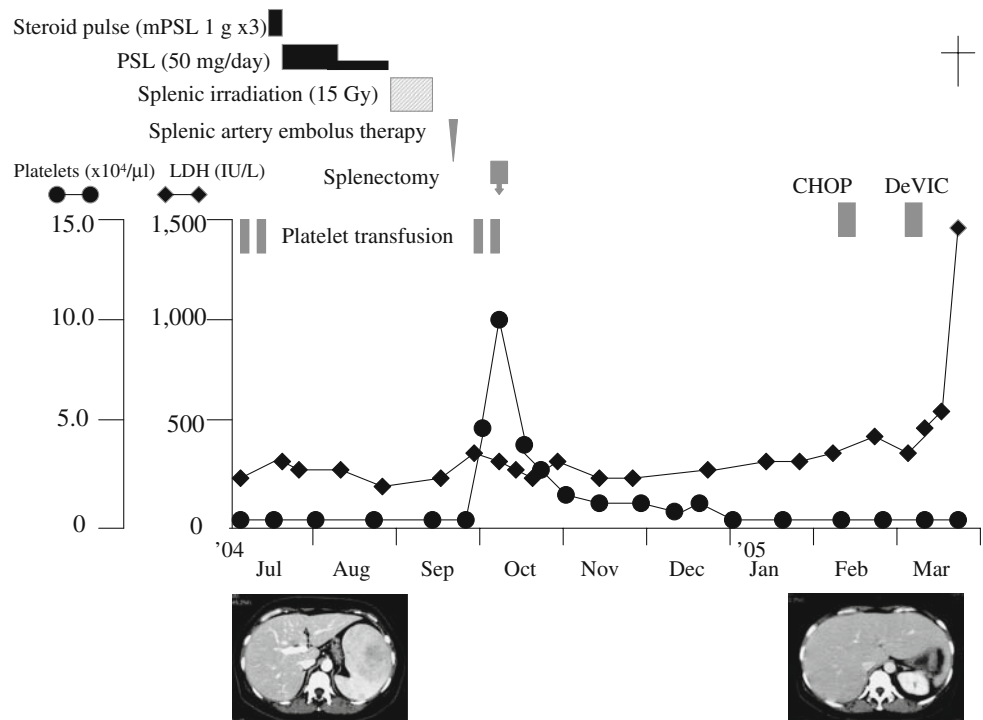 Steroid pulse (mPSL 1 g x3)
PSL (50 mg/day)
Splenic irradiation (15 Gy)
Splenic artery embolus therapy
Splenectomy
Platelets (x10⁴/μl) LDH (IU/L)
CHOP DeVIC
Platelet transfusion
15.0 1,500
10.0 1,000
5.0 500
0 0
'04 '05
Jul Aug Sep Oct Nov Dec Jan Feb Mar